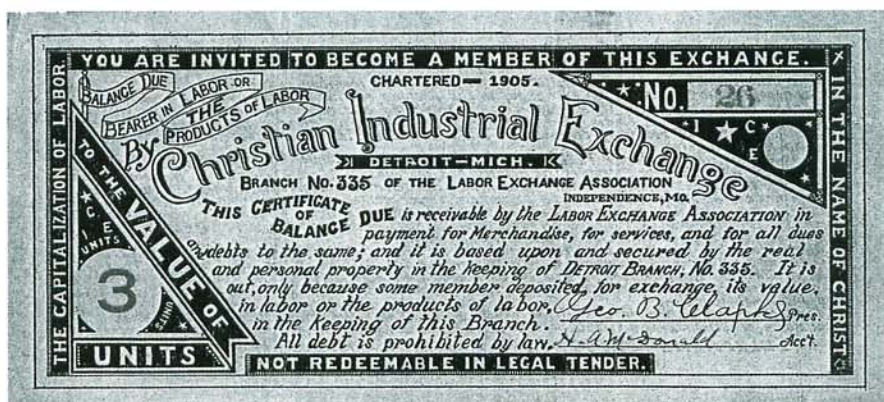 YOU ARE INVITED TO BECOME A MEMBER OF THIS EXCHANGE.
THE CAPITALIZATION OF LABOR
IN THE NAME OF CHRIST
BALANCE DUE
BEARER IN LABOR OR
THE
PRODUCTS OF LABOR
CHARTERED — 1905.
No. 26
I C E
By Christian Industrial Exchange
DETROIT — MICH.
BRANCH No. 335 OF THE LABOR EXCHANGE ASSOCIATION
INDEPENDENCE, MO.
THIS CERTIFICATE
OF
BALANCE DUE is receivable by the LABOR EXCHANGE ASSOCIATION in
payment for Merchandise, for services, and for all dues
and debts to the same; and it is based upon and secured by the real
and personal property in the keeping of DETROIT BRANCH, No. 335. It is
out, only because some member deposited, for exchange, its value,
in labor or the products of labor, Geo. B. Clark Pres.
in the keeping of this Branch.
All debt is prohibited by law. H. A. McDonald Acc't.
TO THE VALUE OF
I C E
UNITS
3
UNITS
UNITS
NOT REDEEMABLE IN LEGAL TENDER.